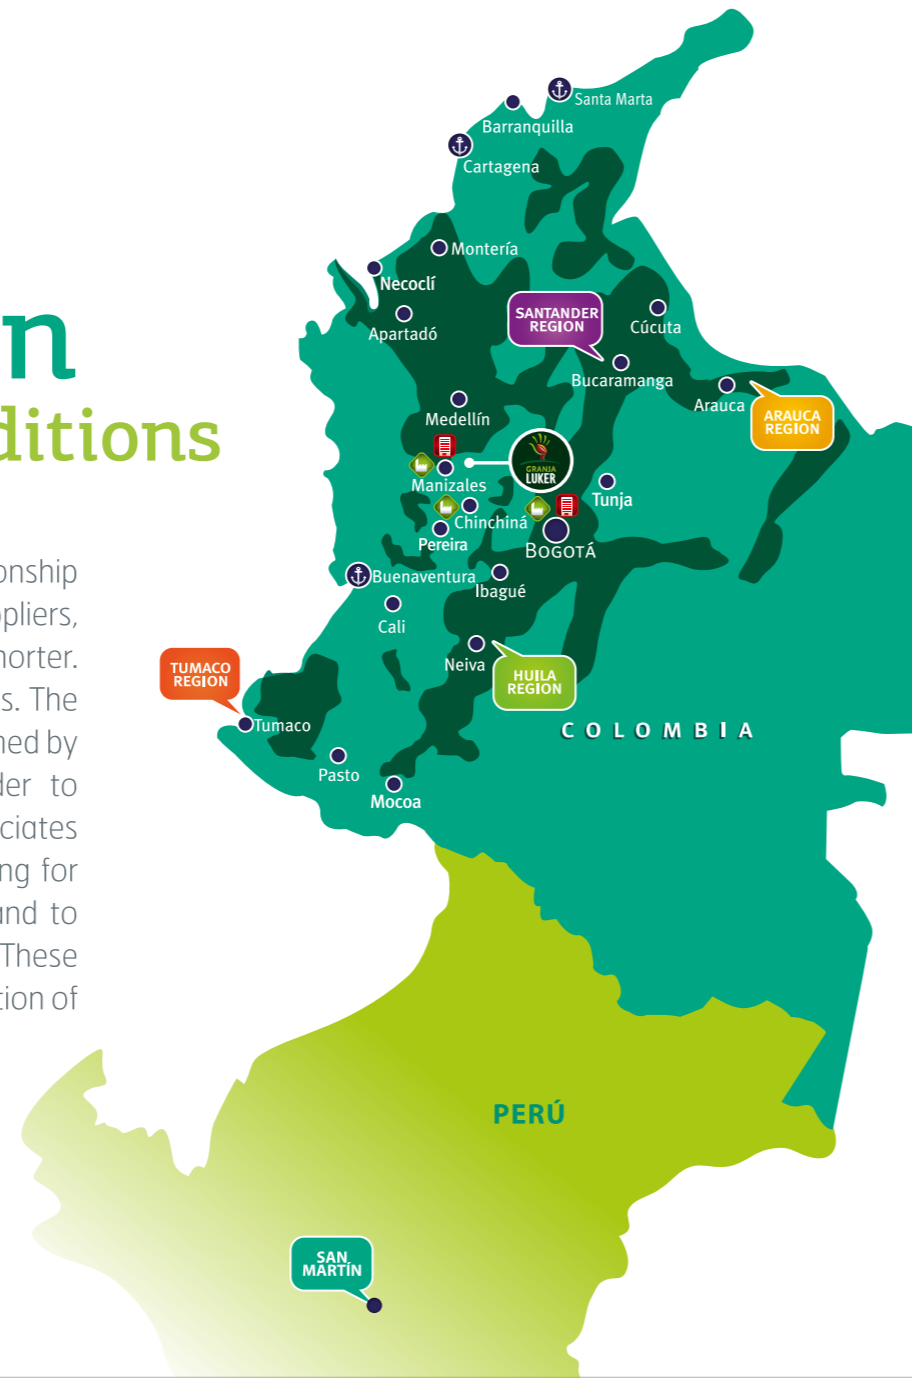 n
ditions
onship
pliers,
horter.
s. The
ned by
der to
ciates
ng for
and to
These
tion of
Santa Marta
Barranquilla
Cartagena
Montería
Necoclí
Apartadó
SANTANDER
REGION
Cúcuta
Bucaramanga
Arauca
ARAUCA
REGION
Medellín
GRANJA
LUKER
Manizales
Tunja
Chinchiná
Pereira
BOGOTÁ
Buenaventura
Ibagué
Cali
Neiva
HUILA
REGION
TUMACO
REGION
Tumaco
COLOMBIA
Pasto
Mocoa
PERÚ
SAN
MARTÍN